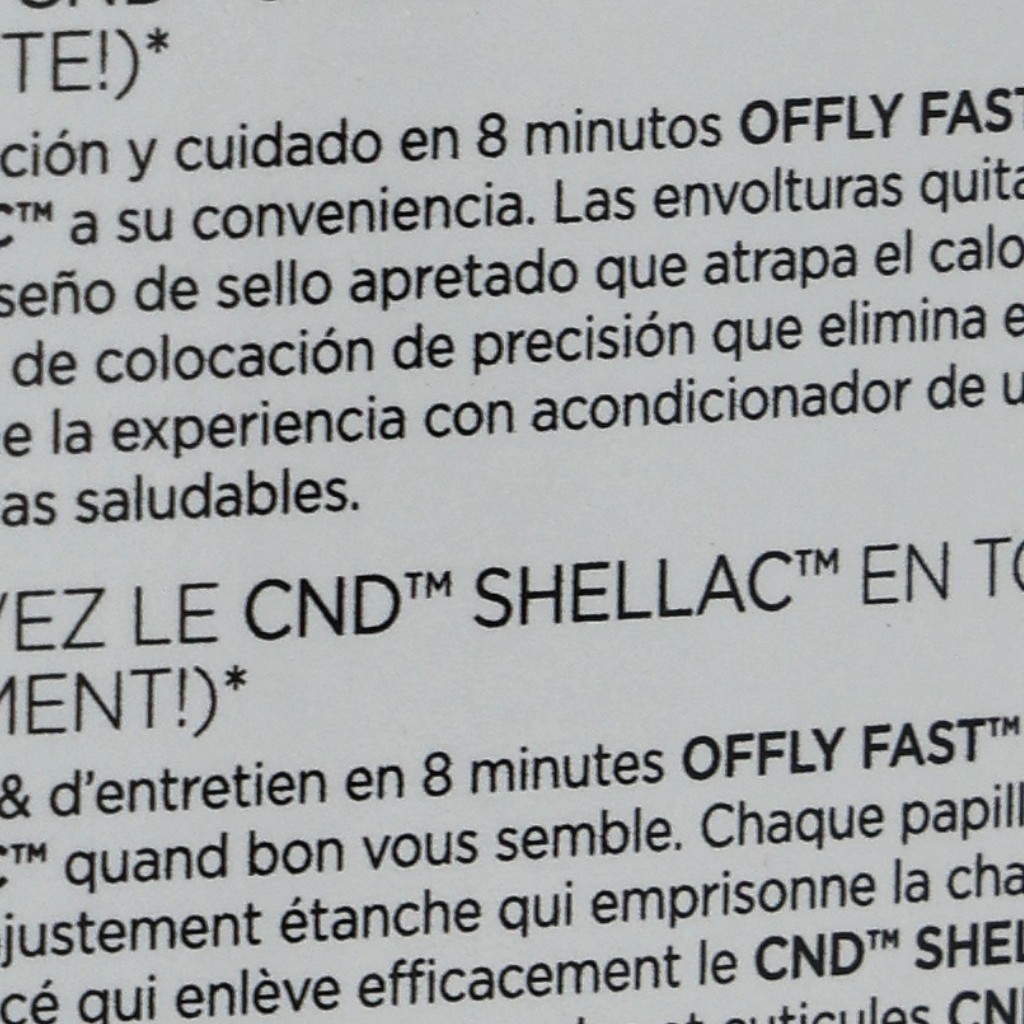 TE!)*
ción y cuidado en 8 minutos OFFLY FAST
C™ a su conveniencia. Las envolturas quita
seño de sello apretado que atrapa el calo
de colocación de precisión que elimina e
e la experiencia con acondicionador de u
as saludables.
VEZ LE CND™ SHELLAC™ EN TO
MENT!)*
& d'entretien en 8 minutes OFFLY FAST™
C™ quand bon vous semble. Chaque papill
justement étanche qui emprisonne la cha
cé qui enlève efficacement le CND™ SHEL
cuticules CN